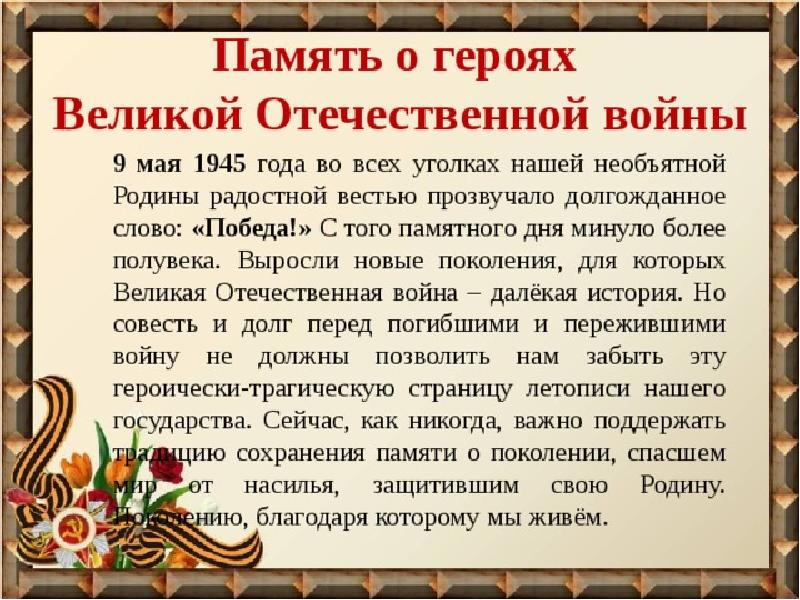 Память о героях
Великой Отечественной войны
9 мая 1945 года во всех уголках нашей необъятной
Родины радостной вестью прозвучало долгожданное
слово: «Победа!» С того памятного дня минуло более
полувека. Выросли новые поколения, для которых
Великая Отечественная война – далёкая история. Но
совесть и долг перед погибшими и пережившими
войну не должны позволить нам забыть эту
героически-трагическую страницу летописи нашего
государства. Сейчас, как никогда, важно поддержать
традицию сохранения памяти о поколении, спасшем
мир от насилья, защитившим свою Родину.
Поколению, благодаря которому мы живём.